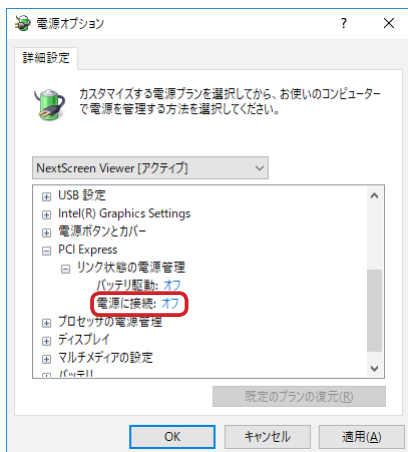 電源オプション
詳細設定
カスタマイズする電源プランを選択してから、お使いのコンピューター
で電源を管理する方法を選択してください。
NextScreen Viewer [アクティブ]
USB 設定
Intel(R) Graphics Settings
電源ボタンとカバー
PCI Express
リンク状態の電源管理
バッテリ駆動: オフ
電源に接続: オフ
プロセッサの電源管理
ディスプレイ
マルチメディアの設定
バッテリ
既定のプランの復元(R)
OK キャンセル 適用(A)